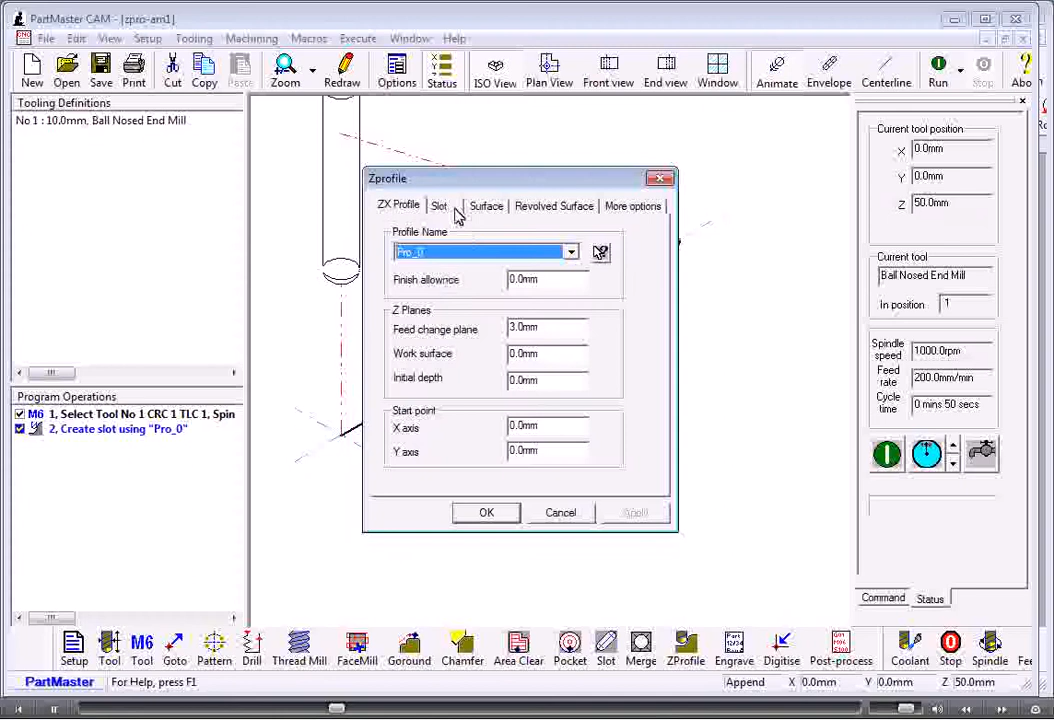 PartMaster CAM - [zpro-am1]
File Edit View Setup Tooling Machining Macros Execute Window Help
New Open Save Print Cut Copy Paste Zoom Redraw Options Status ISO View Plan View Front view End view Window Animate Envelope Centerline Run Stop Abo
Tooling Definitions
No 1 : 10.0mm, Ball Nosed End Mill
Program Operations
M6 1, Select Tool No 1 CRC 1 TLC 1, Spin
2, Create slot using "Pro_0"
Zprofile
ZX Profile Slot Surface Revolved Surface More options
Profile Name
Pro_0
Finish allownce 0.0mm
Z Planes
Feed change plane 3.0mm
Work surface 0.0mm
Initial depth 0.0mm
Start point
X axis 0.0mm
Y axis 0.0mm
OK Cancel Apply
Current tool position
X 0.0mm
Y 0.0mm
Z 50.0mm
Current tool
Ball Nosed End Mill
In position 1
Spindle speed 1000.0rpm
Feed rate 200.0mm/min
Cycle time 0 mins 50 secs
Command Status
Setup Tool M6 Tool Goto Pattern Drill Thread Mill FaceMill Goround Chamfer Area Clear Pocket Slot Merge ZProfile Engrave Digitise Post-process Coolant Stop Spindle Fee
PartMaster For Help, press F1 Append X 0.0mm Y 0.0mm Z 50.0mm